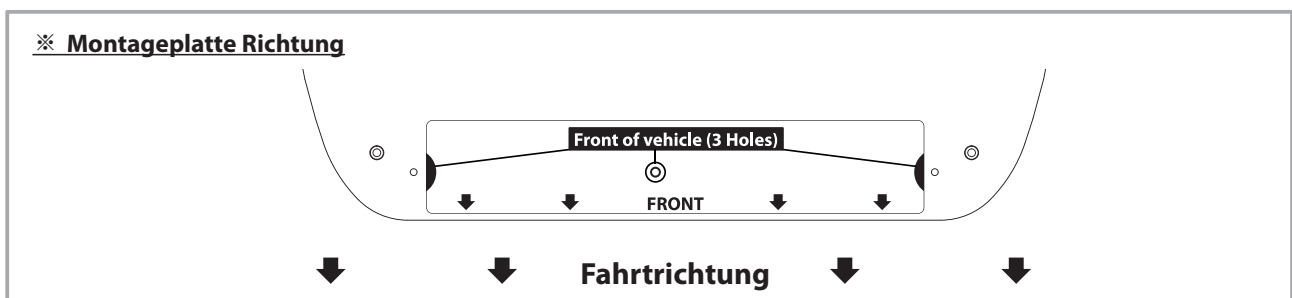 ※ Montageplatte Richtung
Front of vehicle (3 Holes)
FRONT
Fahrtrichtung